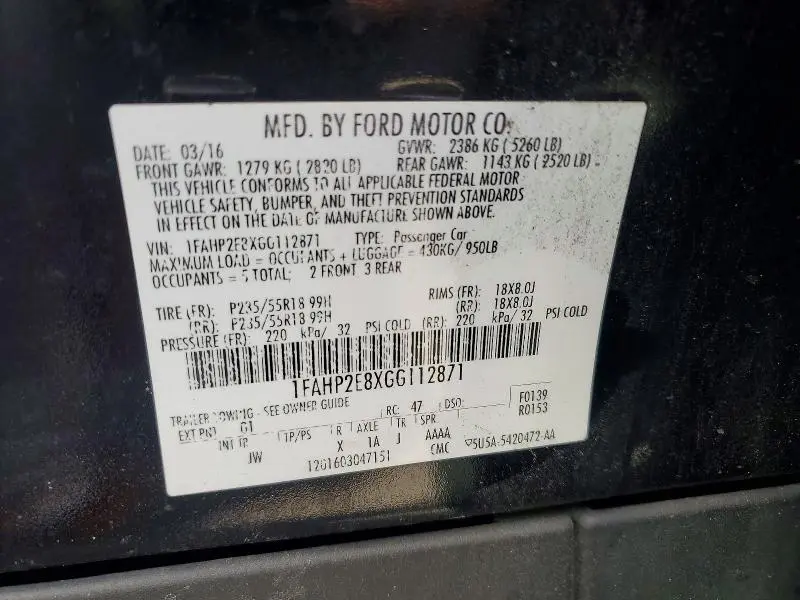 MFD. BY FORD MOTOR CO.
DATE: 03/16 GVWR: 2386 KG ( 5260 LB)
FRONT GAWR: 1279 KG ( 2820 LB) REAR GAWR: 1143 KG ( 2520 LB)
THIS VEHICLE CONFORMS TO ALL APPLICABLE FEDERAL MOTOR
VEHICLE SAFETY, BUMPER, AND THEFT PREVENTION STANDARDS
IN EFFECT ON THE DATE OF MANUFACTURE SHOWN ABOVE.
VIN: 1FAHP2E8XGG112871 TYPE: Passenger Car
MAXIMUM LOAD = OCCUPANTS + LUGGAGE = 430KG/ 950LB
OCCUPANTS = 5 TOTAL: 2 FRONT 3 REAR
TIRE (FR): P235/55R18 99H RIMS (FR): 18X8.0J
(RR): P235/55R18 99H (RR): 18X8.0J
PRESSURE (FR): 220 kPa/ 32 PSI COLD (RR): 220 kPa/ 32 PSI COLD
1FAHP2E8XGG112871
TRAILER TOWING - SEE OWNER GUIDE RC: 47 DSO: F0139
EXT PNT G1 R0153
INT TR TP/PS R AXLE TR SPR
JW X 1A J AAAA
1201603047151 CMC 5U5A-5420472-AA